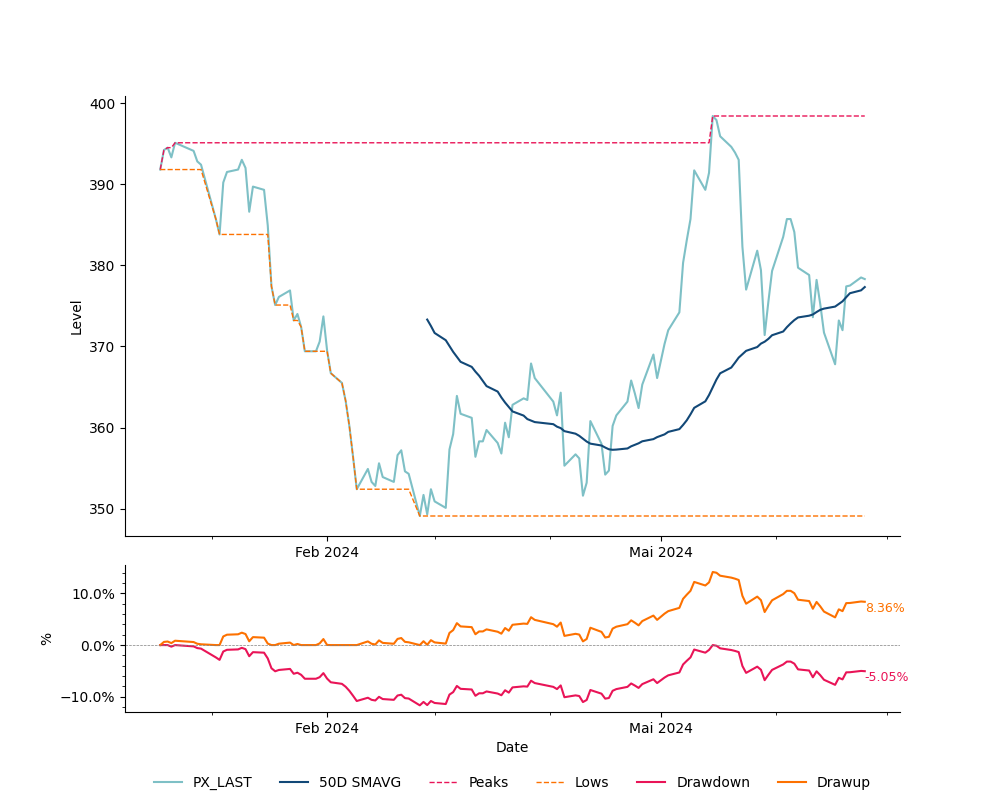 400
390
380
370
360
350
Level
Feb 2024
Mai 2024
10.0%
0.0%
−10.0%
%
8.36%
-5.05%
Feb 2024
Mai 2024
Date
PX_LAST 50D SMAVG Peaks Lows Drawdown Drawup